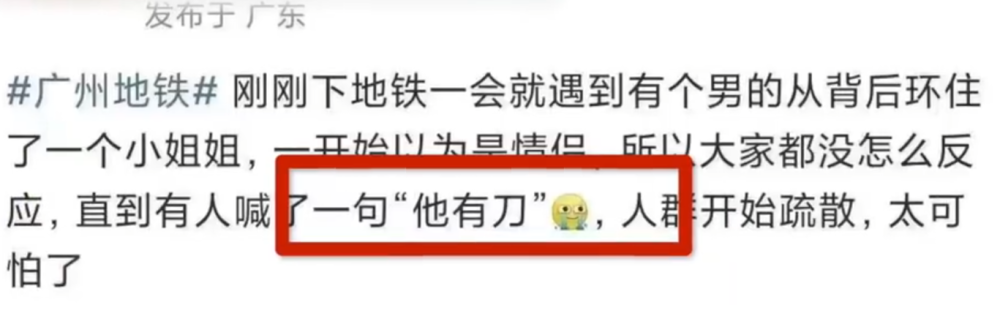 发布于 广东
#广州地铁# 刚刚下地铁一会就遇到有个男的从背后环住
了一个小姐姐，一开始以为是情侣，所以大家都没怎么反
应，直到有人喊了一句“他有刀”，人群开始疏散，太可
怕了